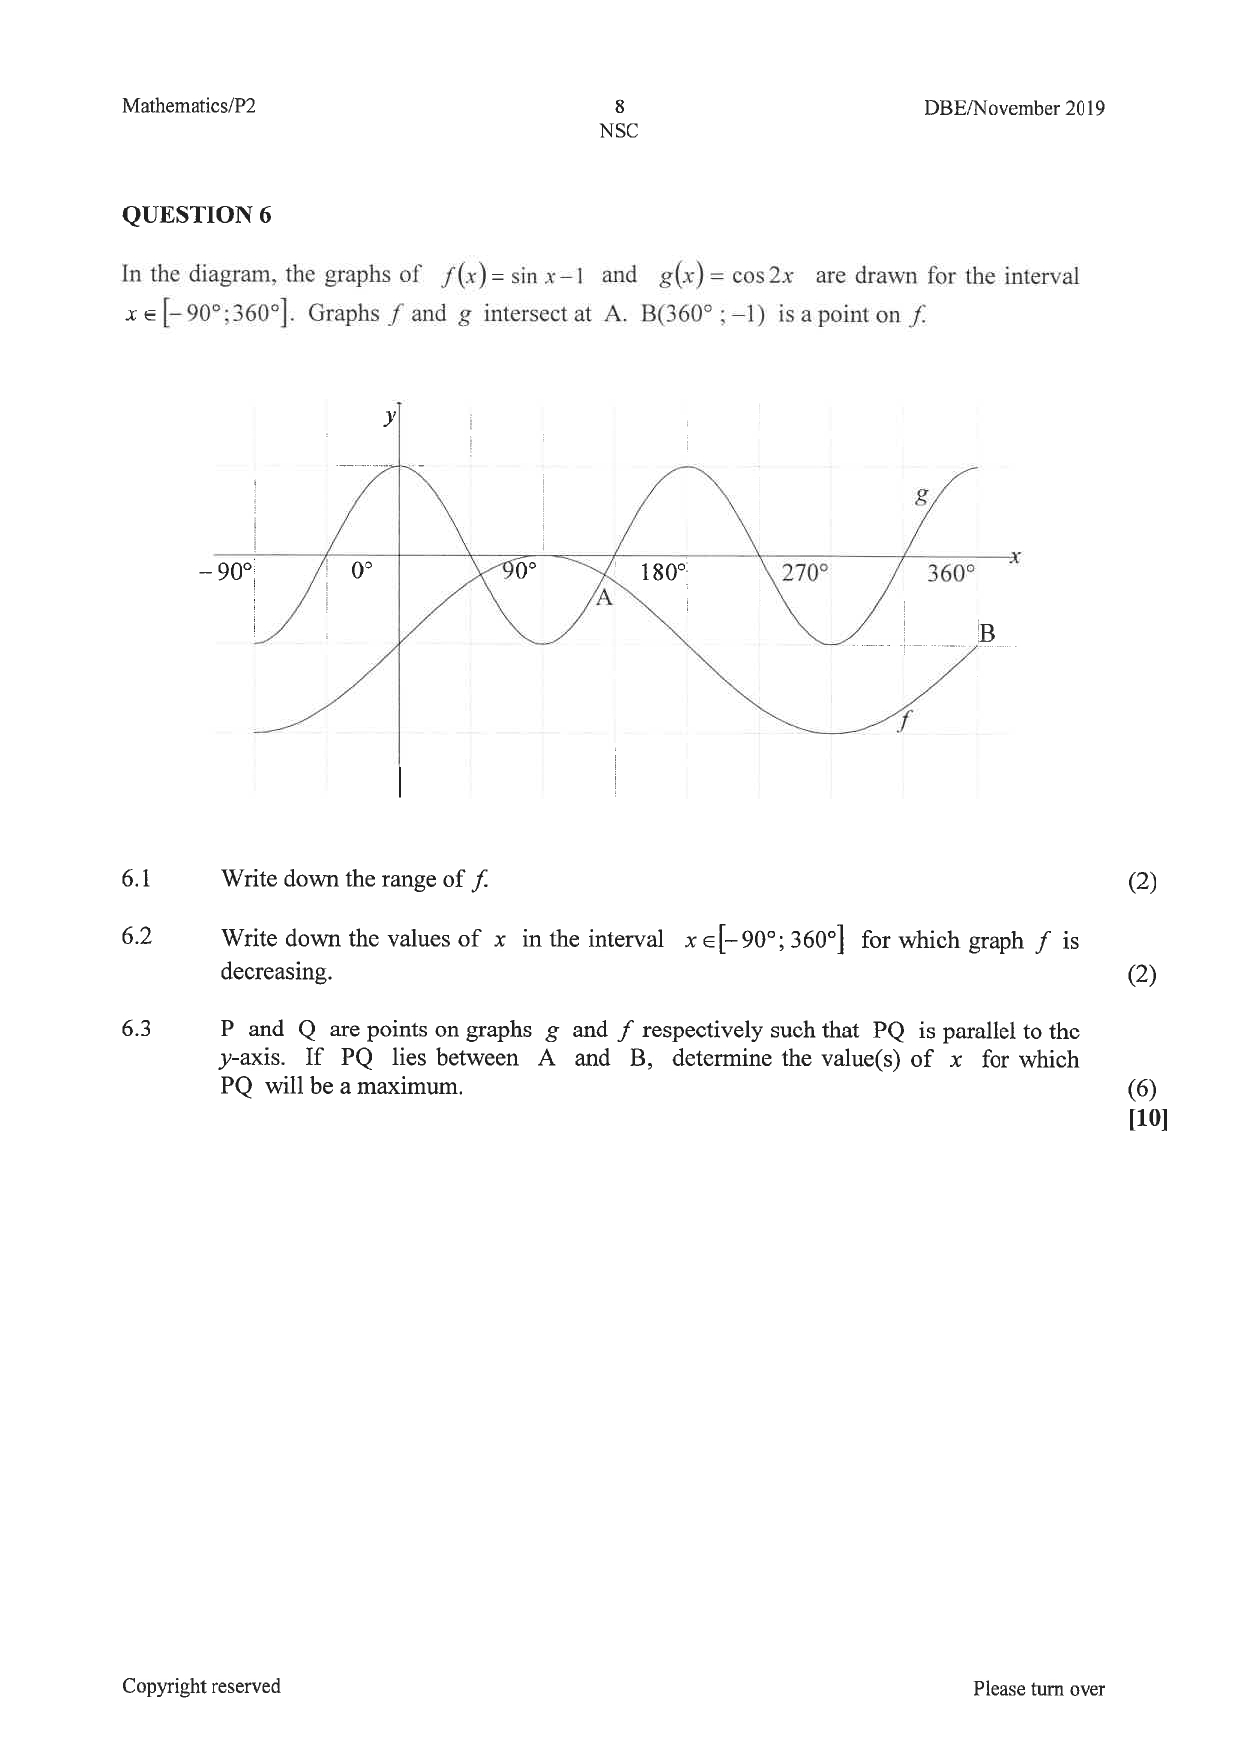 Mathematics/P2 8 DBE/November 2019
NSC
QUESTION 6
In the diagram, the graphs of f(x) = sin x − 1 and g(x) = cos 2x are drawn for the interval
x ∈ [− 90°; 360°]. Graphs f and g intersect at A. B(360° ; −1) is a point on f.
y
g
x
− 90° 0° 90° 180° 270° 360°
A
B
f
6.1 Write down the range of f. (2)
6.2 Write down the values of x in the interval x ∈ [− 90°; 360°] for which graph f is
decreasing. (2)
6.3 P and Q are points on graphs g and f respectively such that PQ is parallel to the
y-axis. If PQ lies between A and B, determine the value(s) of x for which
PQ will be a maximum. (6)
[10]
Copyright reserved Please turn over